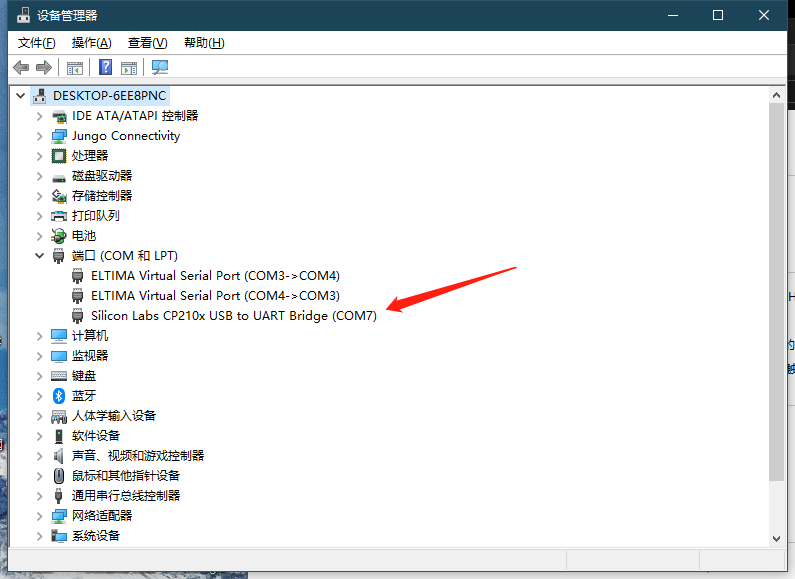 设备管理器
文件(F) 操作(A) 查看(V) 帮助(H)
DESKTOP-6EE8PNC
IDE ATA/ATAPI 控制器
Jungo Connectivity
处理器
磁盘驱动器
存储控制器
打印队列
电池
端口 (COM 和 LPT)
ELTIMA Virtual Serial Port (COM3->COM4)
ELTIMA Virtual Serial Port (COM4->COM3)
Silicon Labs CP210x USB to UART Bridge (COM7)
计算机
监视器
键盘
蓝牙
人体学输入设备
软件设备
声音、视频和游戏控制器
鼠标和其他指针设备
通用串行总线控制器
网络适配器
系统设备